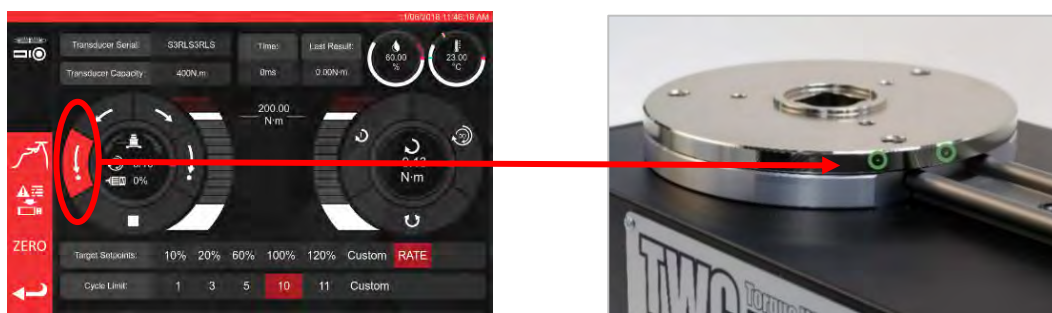 1/05/2018 11:46:18 AM
Transducer Serial: S3RLS3RLS Time: Last Result:
Transducer Capacity: 400N.m 0ms 0.00N·m
60.00 %
23.00 °C
200.00
N·m
0%
N·m
ZERO
Target Setpoints: 10% 20% 60% 100% 120% Custom RATE
Cycle Limit: 1 3 5 10 11 Custom
TWC